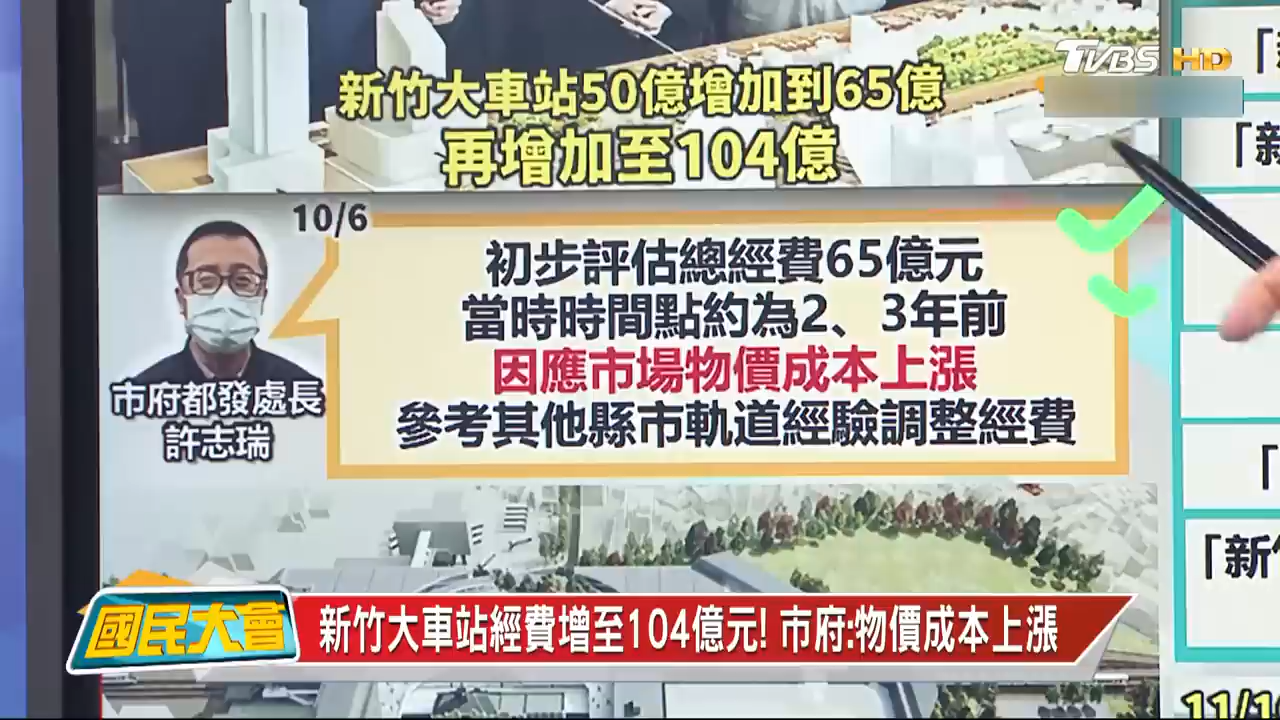 TVBS HD
新竹大車站50億增加到65億
再增加至104億
「新
10/6
初步評估總經費65億元
當時時間點約為2、3年前
因應市場物價成本上漲
參考其他縣市軌道經驗調整經費
市府都發處長
許志瑞
「
「新
國民大會
新竹大車站經費增至104億元!市府:物價成本上漲